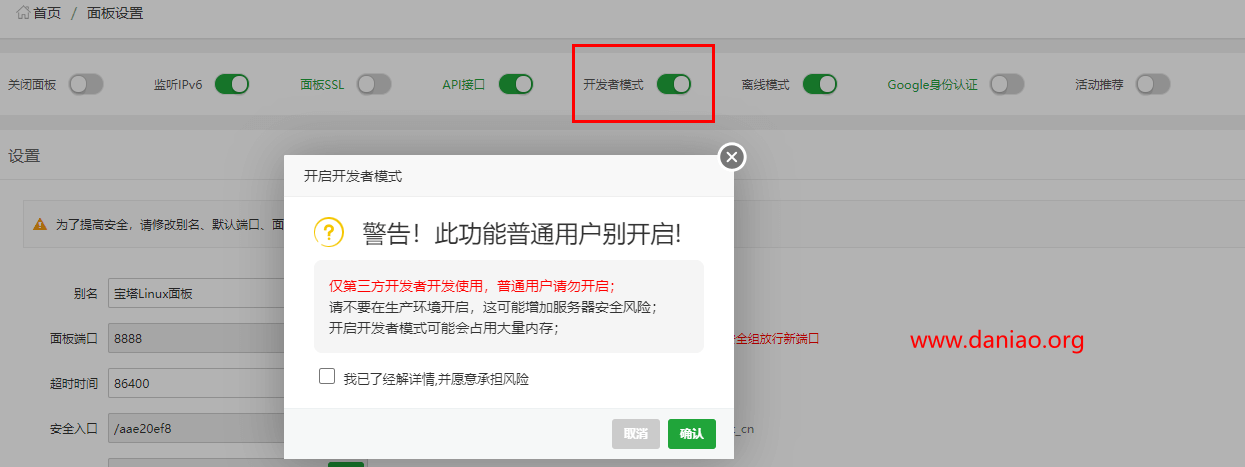 首页 / 面板设置
关闭面板 监听IPv6 面板SSL API接口 开发者模式 离线模式 Google身份认证 活动推荐
设置
开启开发者模式
为了提高安全，请修改别名、默认端口、面
警告！此功能普通用户别开启!
仅第三方开发者开发使用，普通用户请勿开启；
别名 宝塔Linux面板
请不要在生产环境开启，这可能增加服务器安全风险；
开启开发者模式可能会占用大量内存；
面板端口 8888
全组放行新端口
www.daniao.org
超时时间 86400
我已了经解详情,并愿意承担风险
安全入口 /aae20ef8
取消 确认
_cn